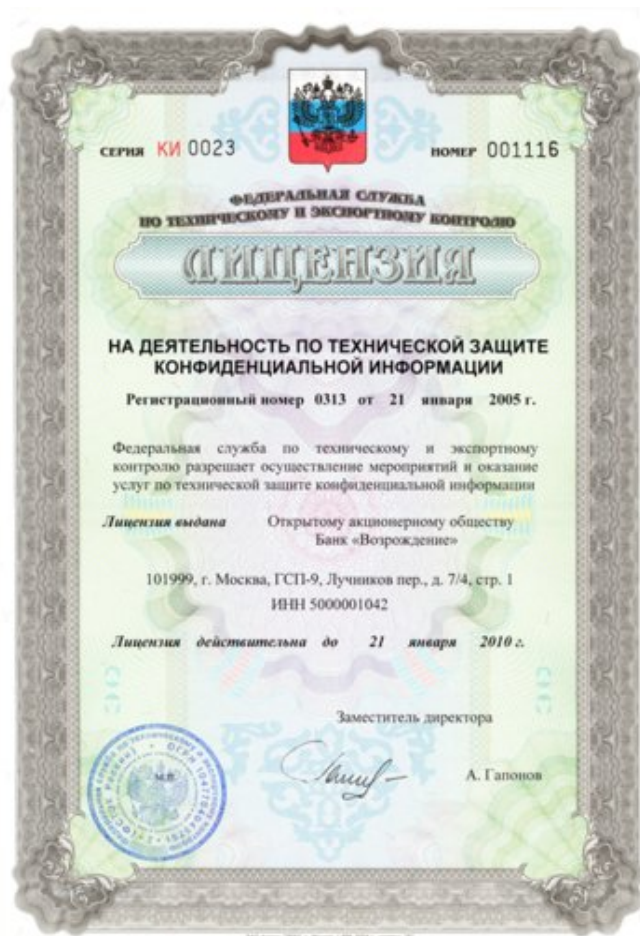 СЕРИЯ КИ 0023
НОМЕР 001116
ФЕДЕРАЛЬНАЯ СЛУЖБА
ПО ТЕХНИЧЕСКОМУ И ЭКСПОРТНОМУ КОНТРОЛЮ
ЛИЦЕНЗИЯ
НА ДЕЯТЕЛЬНОСТЬ ПО ТЕХНИЧЕСКОЙ ЗАЩИТЕ
КОНФИДЕНЦИАЛЬНОЙ ИНФОРМАЦИИ
Регистрационный номер 0313 от 21 января 2005 г.
Федеральная служба по техническому и экспортному
контролю разрешает осуществление мероприятий и оказание
услуг по технической защите конфиденциальной информации
Лицензия выдана Открытому акционерному обществу
Банк «Возрождение»
101999, г. Москва, ГСП-9, Лучников пер., д. 7/4, стр. 1
ИНН 5000001042
Лицензия действительна до 21 января 2010 г.
Заместитель директора
М.П.
А. Гапонов